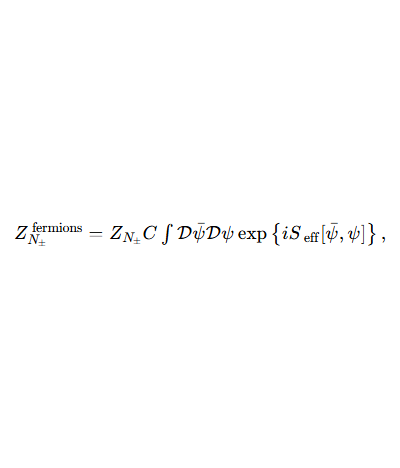 $Z_{N_\pm}^{\text{fermions}} = Z_{N_\pm} C \int \mathcal{D}\bar{\psi} \mathcal{D}\psi \exp \left\{ i S_{\text{eff}}[\bar{\psi}, \psi] \right\},$